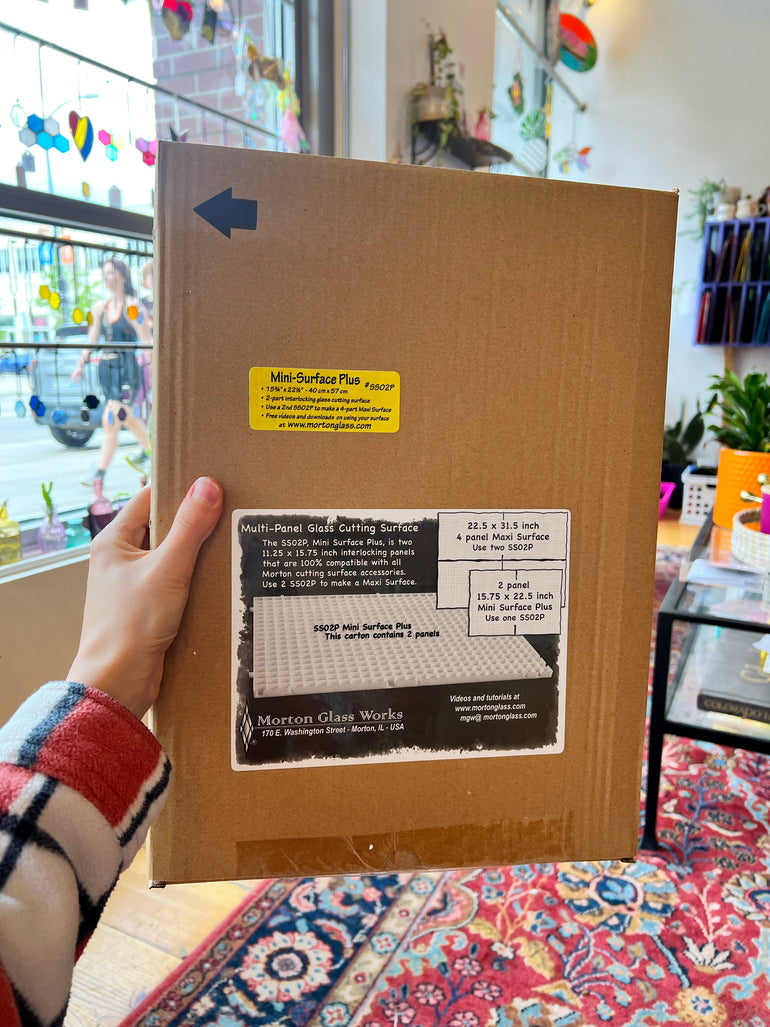 Mini-Surface Plus #SS02P
• 15¾" x 22½" - 40 cm x 57 cm
• 2-part interlocking glass cutting surface
• Use a 2nd SS02P to make a 4-part Maxi Surface
• Free videos and downloads on using your surface
at www.mortonglass.com
Multi-Panel Glass Cutting Surface
The SS02P, Mini Surface Plus, is two
11.25 x 15.75 inch interlocking panels
that are 100% compatible with all
Morton cutting surface accessories.
Use 2 SS02P to make a Maxi Surface.
22.5 x 31.5 inch
4 panel Maxi Surface
Use two SS02P
2 panel
15.75 x 22.5 inch
Mini Surface Plus
Use one SS02P
SS02P Mini Surface Plus
This carton contains 2 panels
Morton Glass Works
170 E. Washington Street - Morton, IL - USA
®
Videos and tutorials at
www.mortonglass.com
mgw@ mortonglass.com